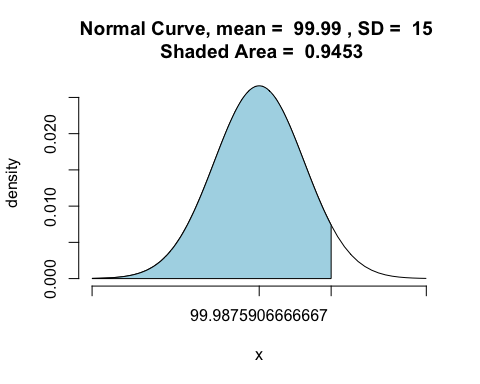 Normal Curve, mean =  99.99 , SD =  15
Shaded Area =  0.9453
density
0.020
0.010
0.000
99.9875906666667
x